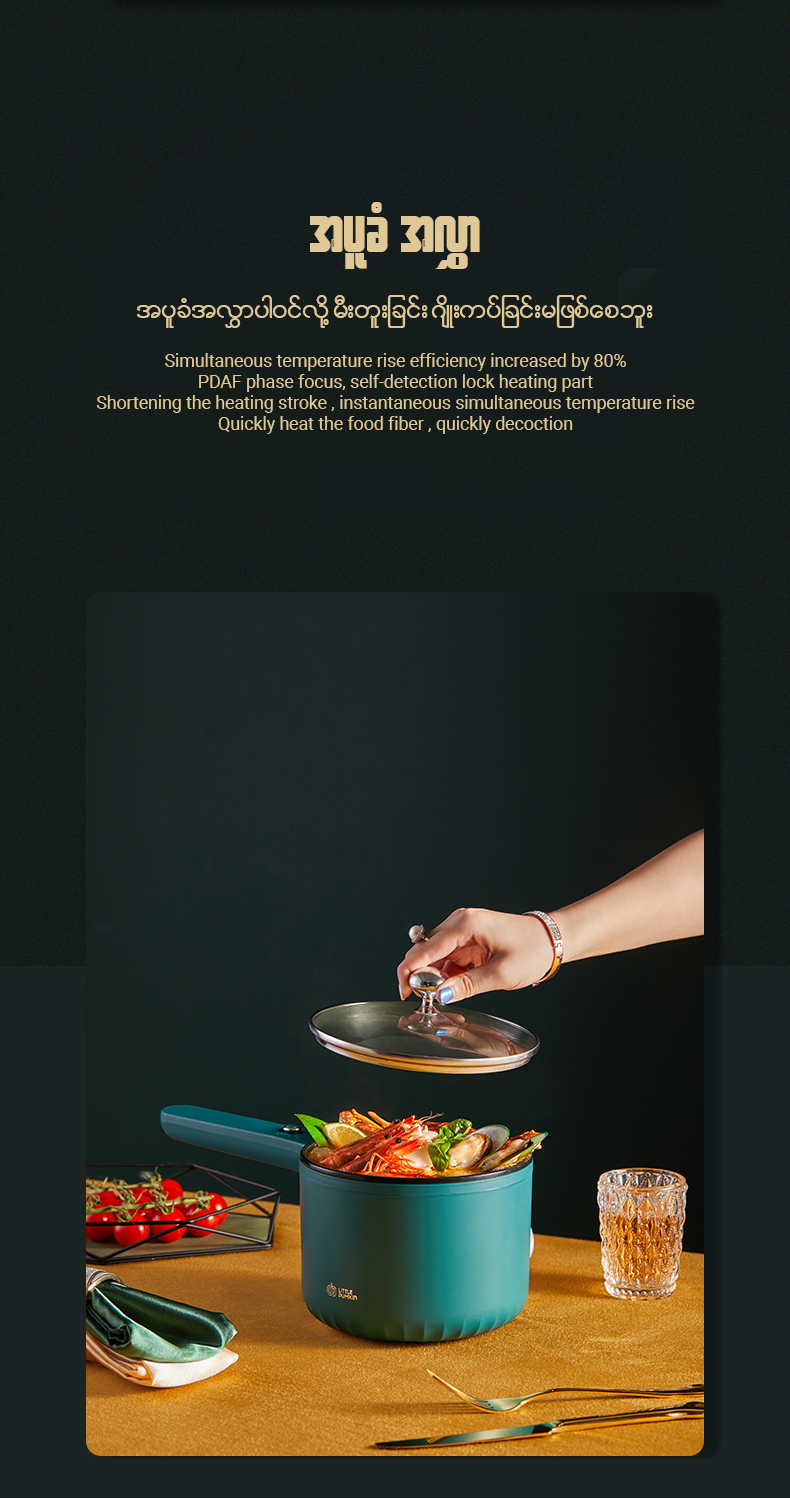 အပူခံ အလွှာ
အပူခံအလွှာပါဝင်လို့ မီးတူးခြင်း ဂျိုးကပ်ခြင်းမဖြစ်စေဘူး
Simultaneous temperature rise efficiency increased by 80%
PDAF phase focus, self-detection lock heating part
Shortening the heating stroke , instantaneous simultaneous temperature rise
Quickly heat the food fiber , quickly decoction
LITTLE
PUMKIN